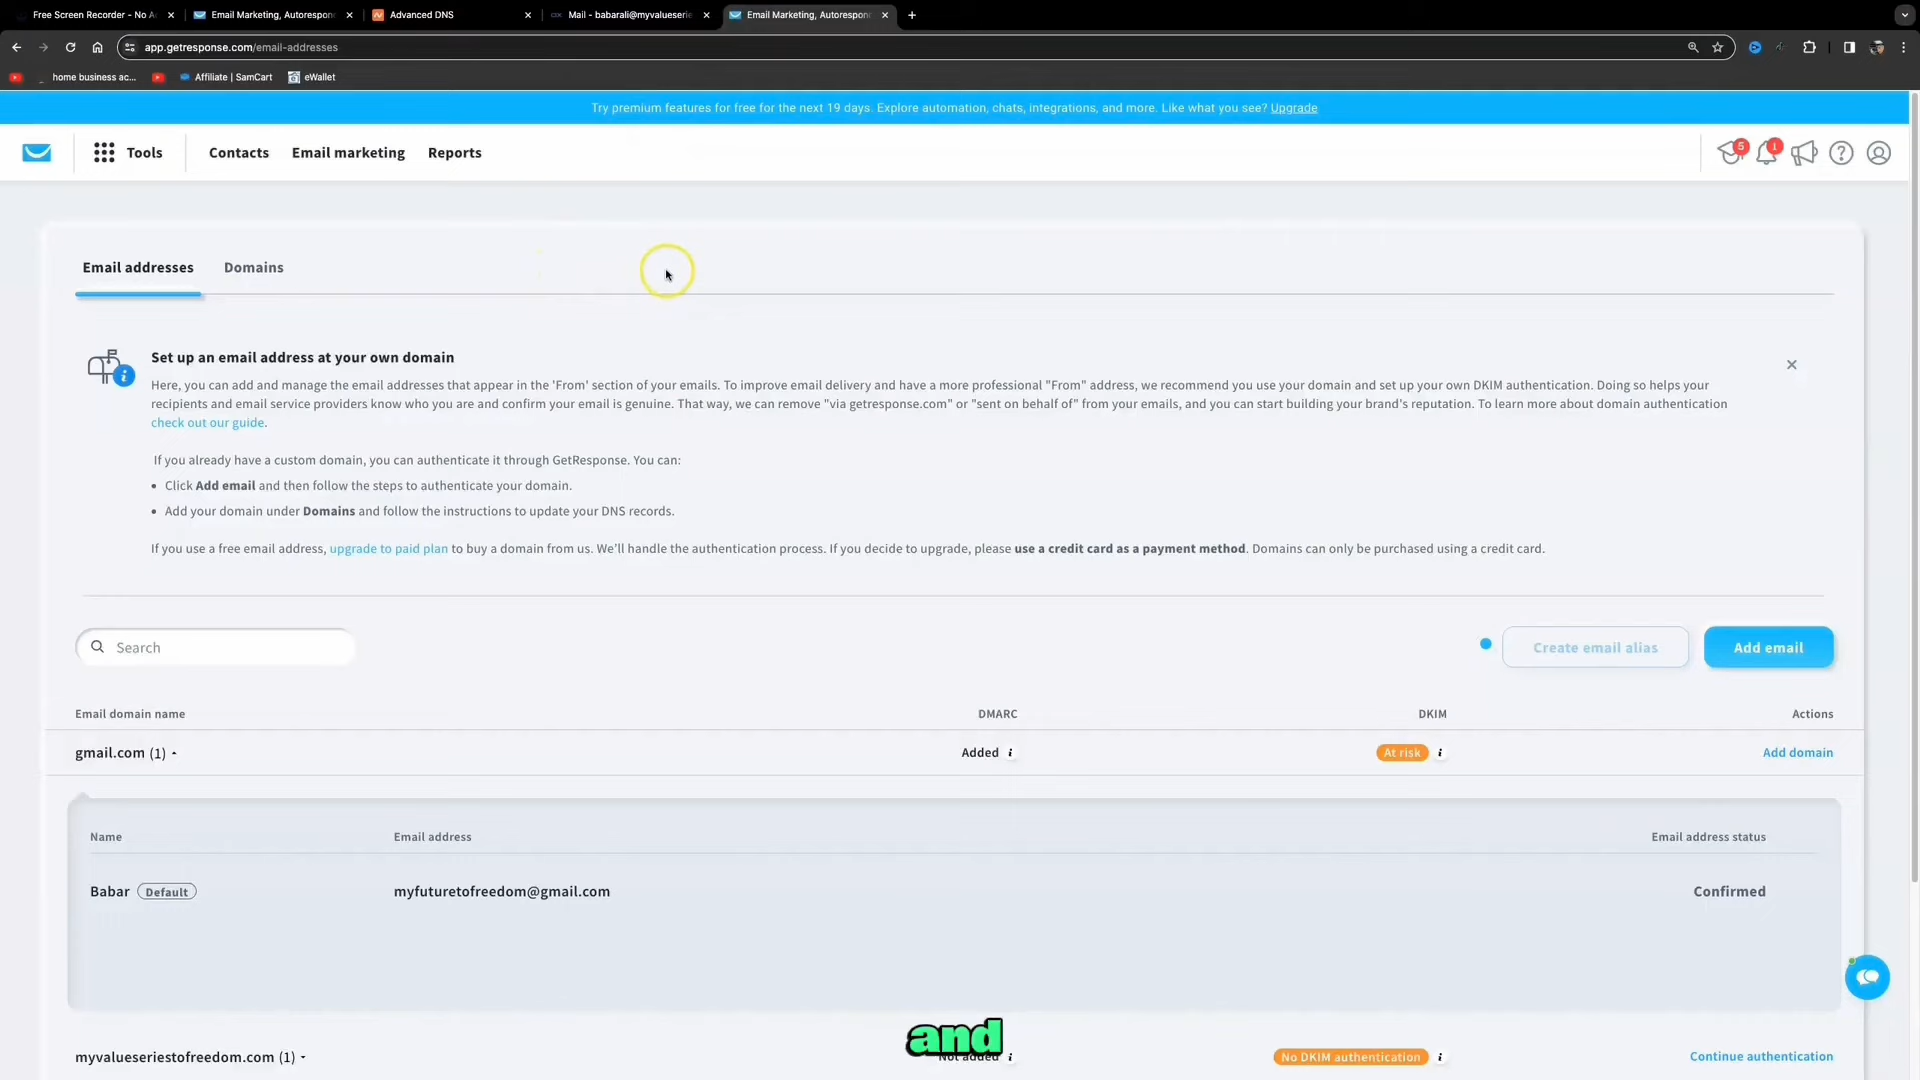 Free Screen Recorder - No A
Email Marketing, Autorespon
Advanced DNS
Mail - babarali@myvalueserie
Email Marketing, Autorespon
app.getresponse.com/email-addresses
home business ac...
Affiliate | SamCart
eWallet
Try premium features for free for the next 19 days. Explore automation, chats, integrations, and more. Like what you see? Upgrade
Tools
Contacts
Email marketing
Reports
5
1
Email addresses
Domains
Set up an email address at your own domain
Here, you can add and manage the email addresses that appear in the 'From' section of your emails. To improve email delivery and have a more professional "From" address, we recommend you use your domain and set up your own DKIM authentication. Doing so helps your
recipients and email service providers know who you are and confirm your email is genuine. That way, we can remove "via getresponse.com" or "sent on behalf of" from your emails, and you can start building your brand's reputation. To learn more about domain authentication
check out our guide.
If you already have a custom domain, you can authenticate it through GetResponse. You can:
• Click Add email and then follow the steps to authenticate your domain.
• Add your domain under Domains and follow the instructions to update your DNS records.
If you use a free email address, upgrade to paid plan to buy a domain from us. We'll handle the authentication process. If you decide to upgrade, please use a credit card as a payment method. Domains can only be purchased using a credit card.
Search
Create email alias
Add email
Email domain name
DMARC
DKIM
Actions
gmail.com (1)
Added
At risk
Add domain
Name
Email address
Email address status
Babar
Default
myfuturetofreedom@gmail.com
Confirmed
and
myvalueseriestofreedom.com (1)
Not added
No DKIM authentication
Continue authentication